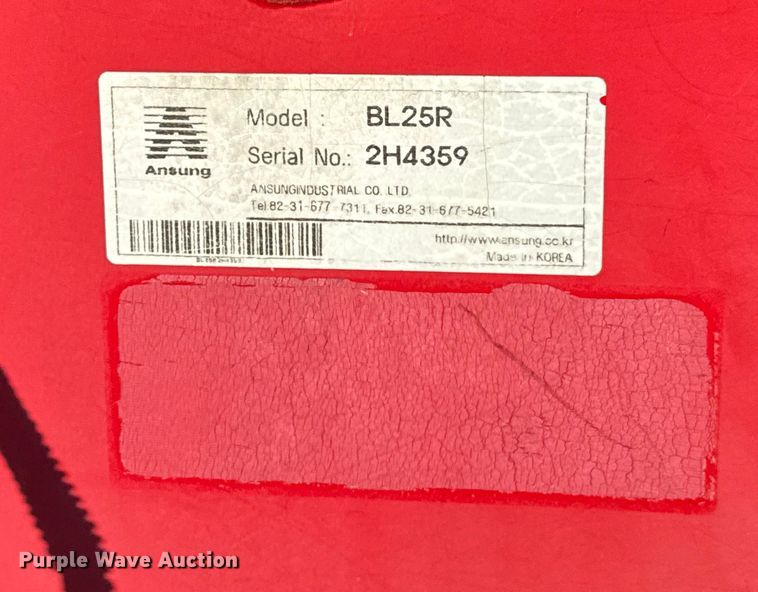 Ansung
Model : BL25R
Serial No.: 2H4359
ANSUNGINDUSTRIAL CO. LTD.
Tel.82-31-677-7311, Fax.82-31-677-5421
http://www.ansung.co.kr
Made in KOREA
Purple Wave Auction